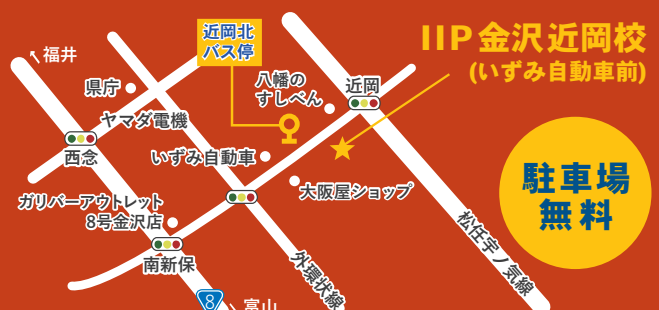 近岡北
バス停
IIP金沢近岡校
(いずみ自動車前)
福井
県庁
八幡の
すしべん
近岡
ヤマダ電機
西念
いずみ自動車
大阪屋ショップ
駐車場
無料
ガリバーアウトレット
8号金沢店
南新保
松任宇ノ気線
外環状線
8
富山